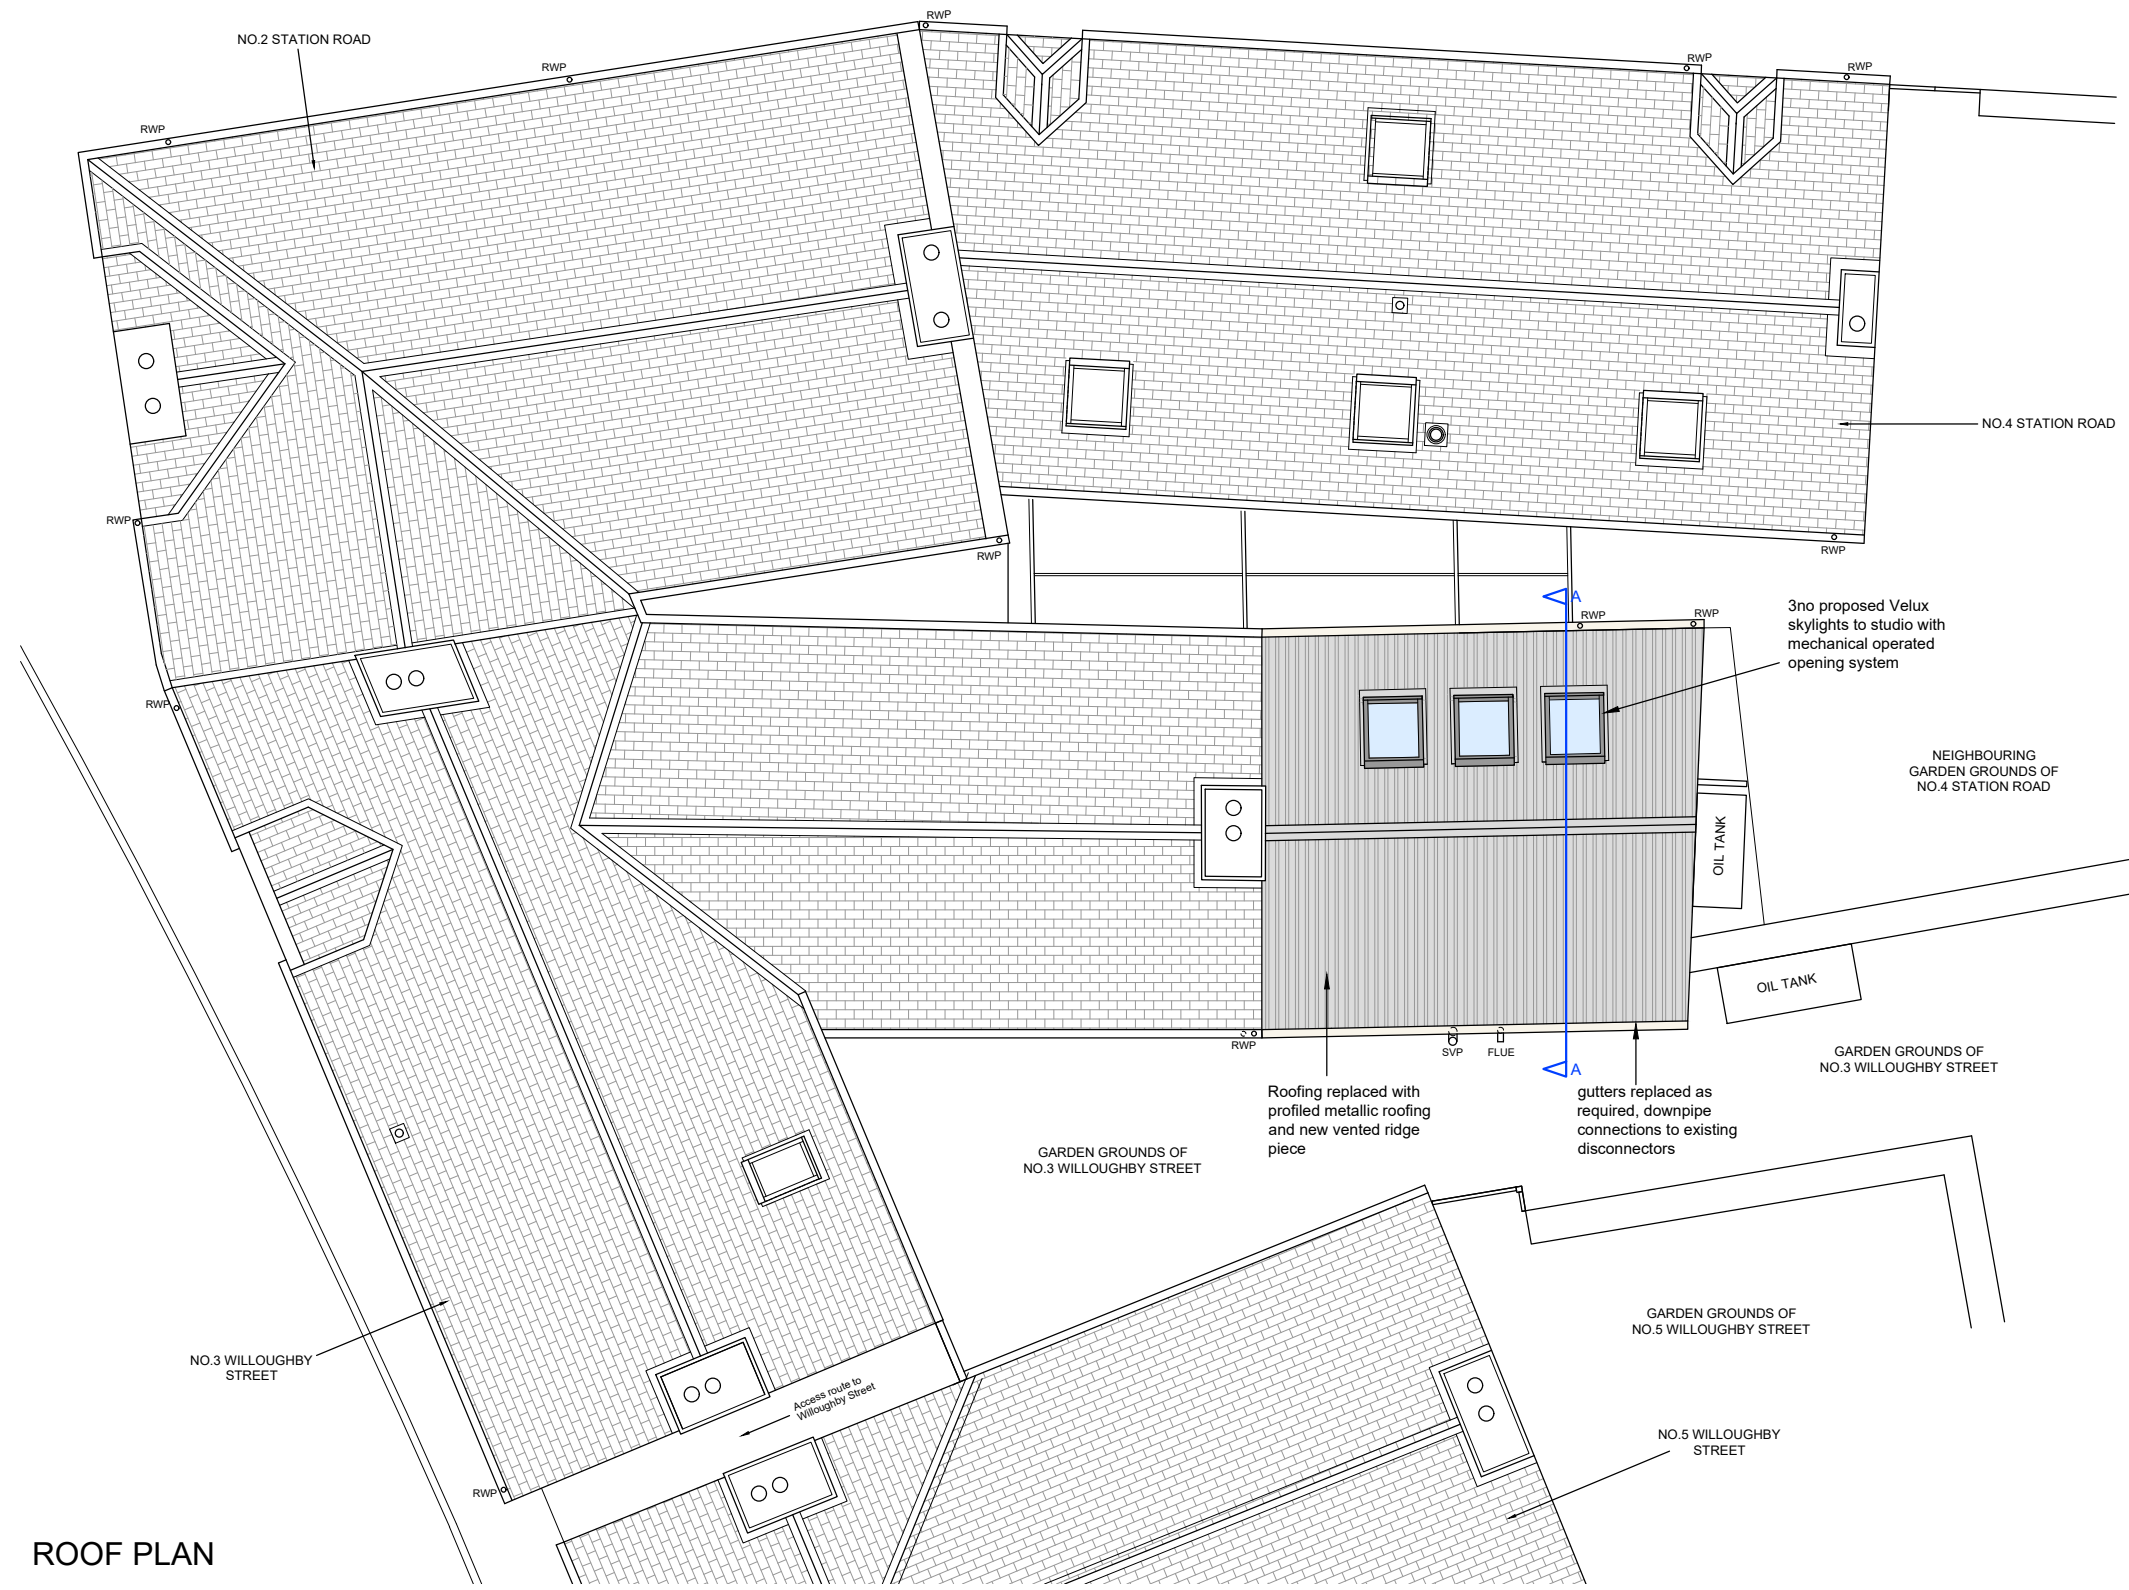 RWP
NO.2 STATION ROAD
RWP
RWP
RWP
RWP
RWP
NO.4 STATION ROAD
RWP
RWP
RWP
A
RWP
RWP
3no proposed Velux
skylights to studio with
mechanical operated
opening system
RWP
NEIGHBOURING
GARDEN GROUNDS OF
NO.4 STATION ROAD
OIL TANK
OIL TANK
RWP
SVP
FLUE
A
GARDEN GROUNDS OF
NO.3 WILLOUGHBY STREET
Roofing replaced with
profiled metallic roofing
and new vented ridge
piece
gutters replaced as
required, downpipe
connections to existing
disconnectors
GARDEN GROUNDS OF
NO.3 WILLOUGHBY STREET
GARDEN GROUNDS OF
NO.5 WILLOUGHBY STREET
NO.3 WILLOUGHBY
STREET
Access route to
Willoughby Street
NO.5 WILLOUGHBY
STREET
RWP
ROOF PLAN